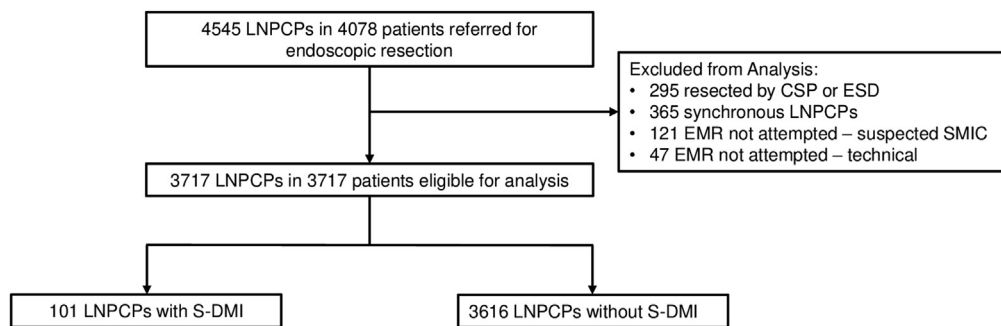 4545 LNPCPs in 4078 patients referred for
endoscopic resection
Excluded from Analysis:
• 295 resected by CSP or ESD
• 365 synchronous LNPCPs
• 121 EMR not attempted – suspected SMIC
• 47 EMR not attempted – technical
3717 LNPCPs in 3717 patients eligible for analysis
101 LNPCPs with S-DMI
3616 LNPCPs without S-DMI